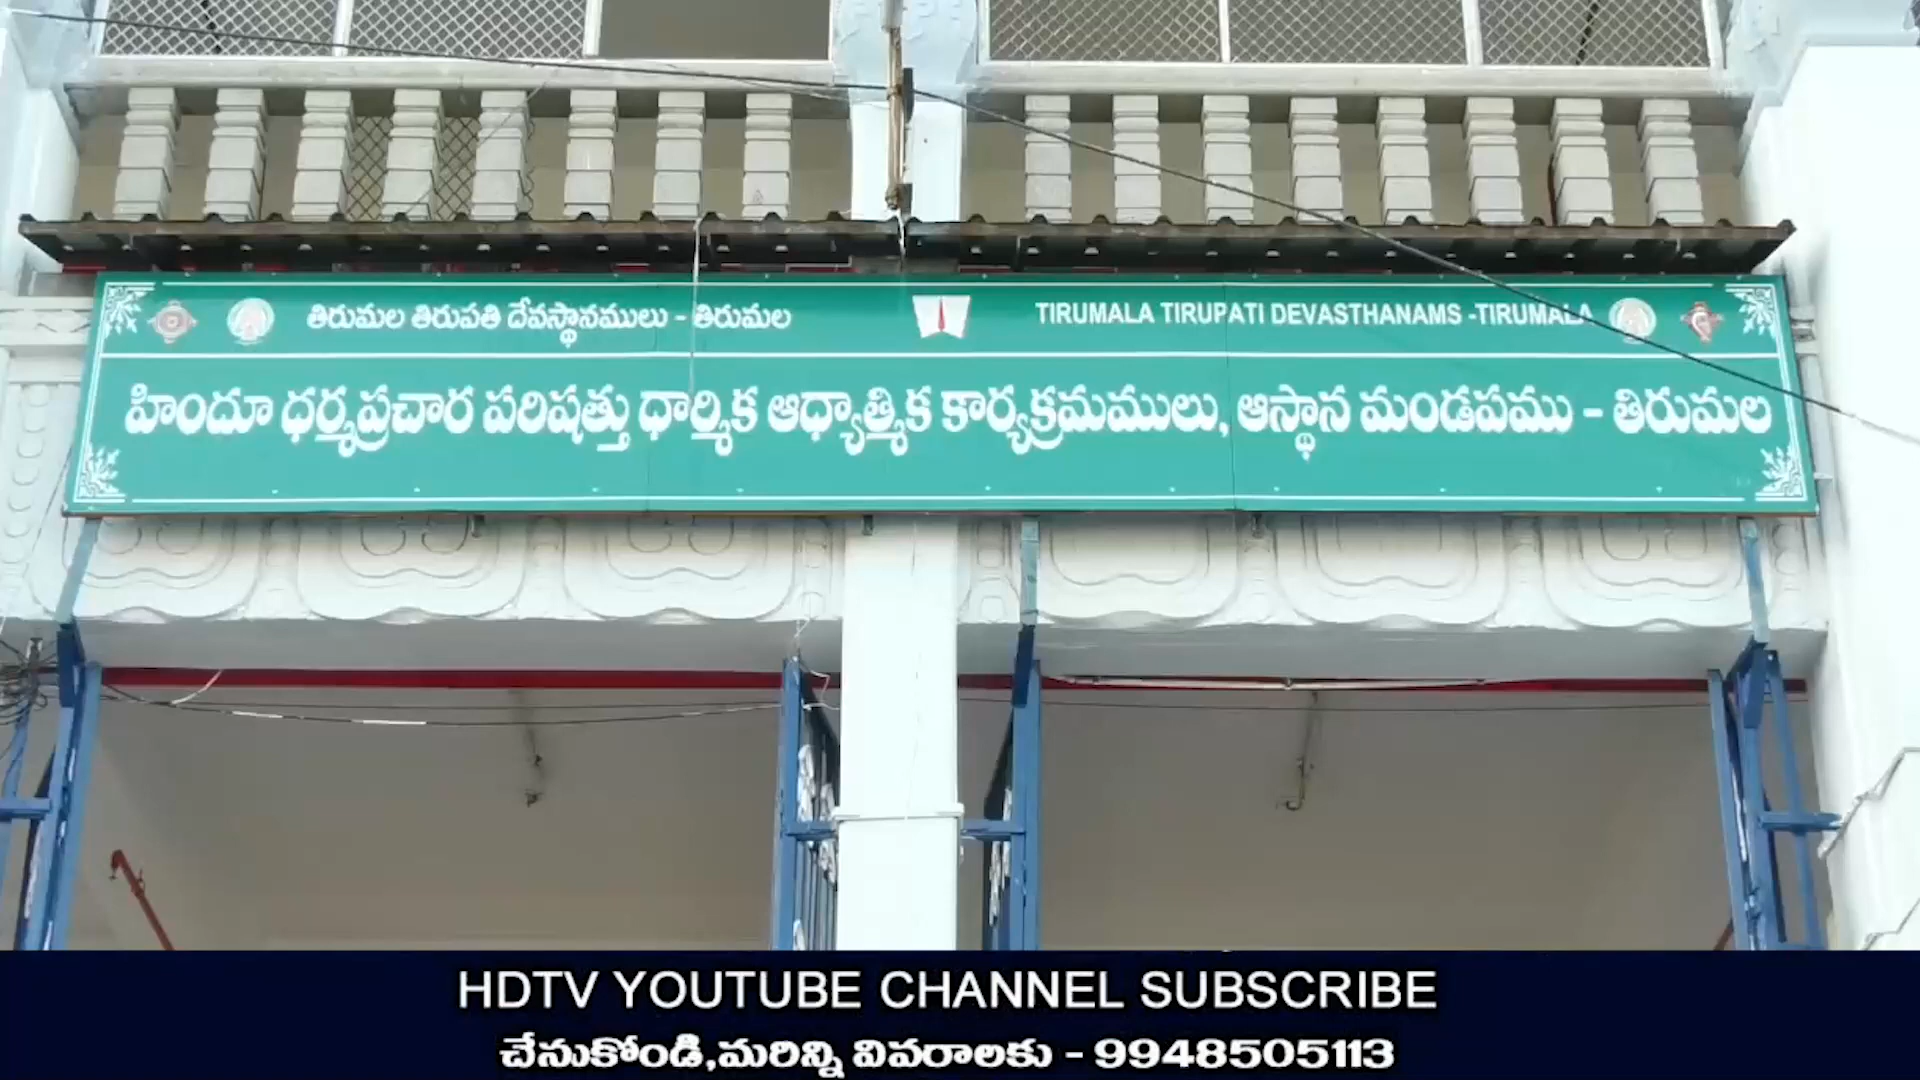 తిరుమల తిరుపతి దేవస్థానములు - తిరుమల
TIRUMALA TIRUPATI DEVASTHANAMS -TIRUMALA
హిందూ ధర్మప్రచార పరిషత్తు ధార్మిక ఆధ్యాత్మిక కార్యక్రమములు, ఆస్థాన మండపము - తిరుమల
HDTV YOUTUBE CHANNEL SUBSCRIBE
చేసుకోండి,మరిన్ని వివరాలకు - 9948505113